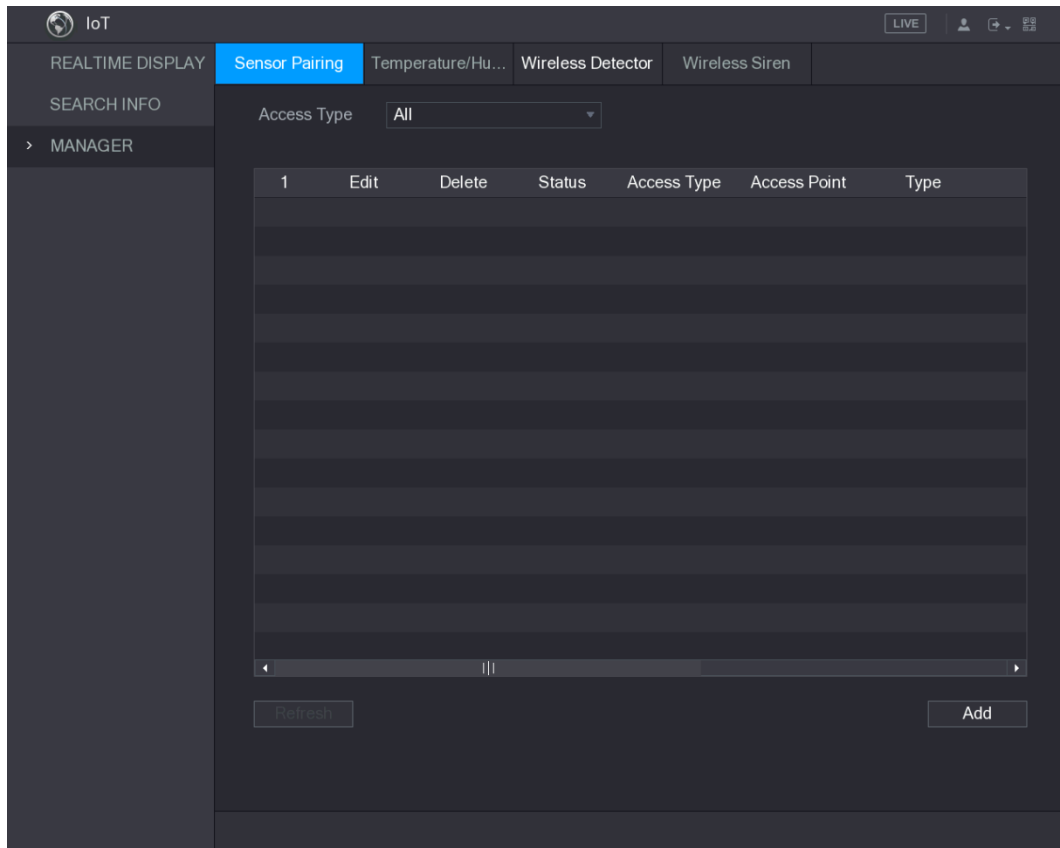 IoT
LIVE
REALTIME DISPLAY
SEARCH INFO
MANAGER
Sensor Pairing
Temperature/Hu...
Wireless Detector
Wireless Siren
Access Type
All
1 Edit Delete Status Access Type Access Point Type
Refresh
Add